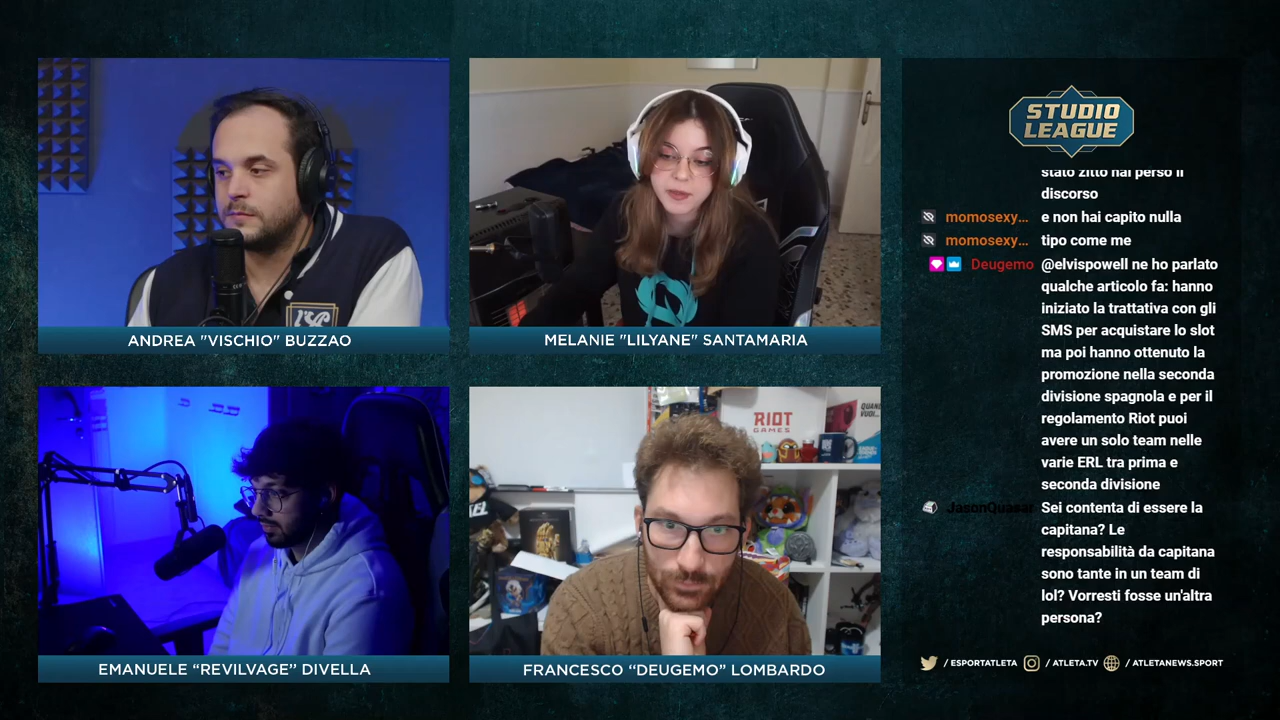 STUDIO
LEAGUE
stato zitto hai perso il
discorso
momosexy... e non hai capito nulla
momosexy... tipo come me
Deugemo @elvispowell ne ho parlato
qualche articolo fa: hanno
iniziato la trattativa con gli
SMS per acquistare lo slot
ma poi hanno ottenuto la
promozione nella seconda
divisione spagnola e per il
regolamento Riot puoi
avere un solo team nelle
varie ERL tra prima e
seconda divisione
JasonQuasar Sei contenta di essere la
capitana? Le
responsabilità da capitana
sono tante in un team di
lol? Vorresti fosse un'altra
persona?
ANDREA "VISCHIO" BUZZAO
MELANIE "LILYANE" SANTAMARIA
RIOT
GAMES
QUANDO
VUOI...
EMANUELE “REVILVAGE” DIVELLA
FRANCESCO “DEUGEMO” LOMBARDO
/ ESPORTATLETA / ATLETA.TV / ATLETANEWS.SPORT